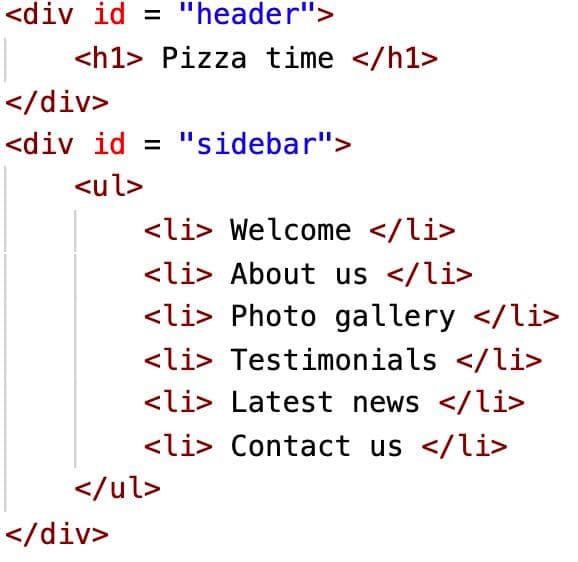 <div id = "header">
<h1> Pizza time </h1>
</div>
<div id = "sidebar">
<ul>
<li> Welcome </li>
<li> About us </li>
<li> Photo gallery </li>
<li> Testimonials </li>
<li> Latest news </li>
<li> Contact us </li>
</ul>
</div>